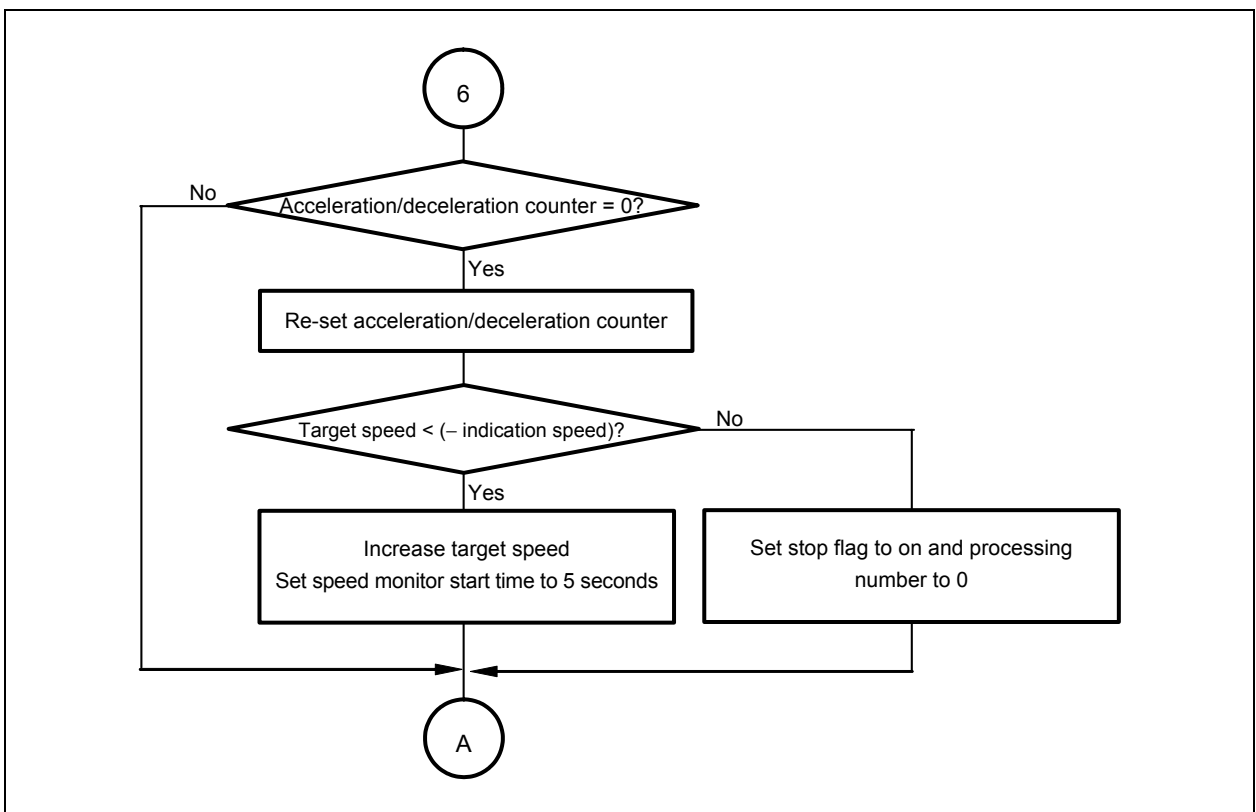 6
No
Acceleration/deceleration counter = 0?
Yes
Re-set acceleration/deceleration counter
Target speed < (– indication speed)?
No
Yes
Increase target speed
Set speed monitor start time to 5 seconds
Set stop flag to on and processing
number to 0
A